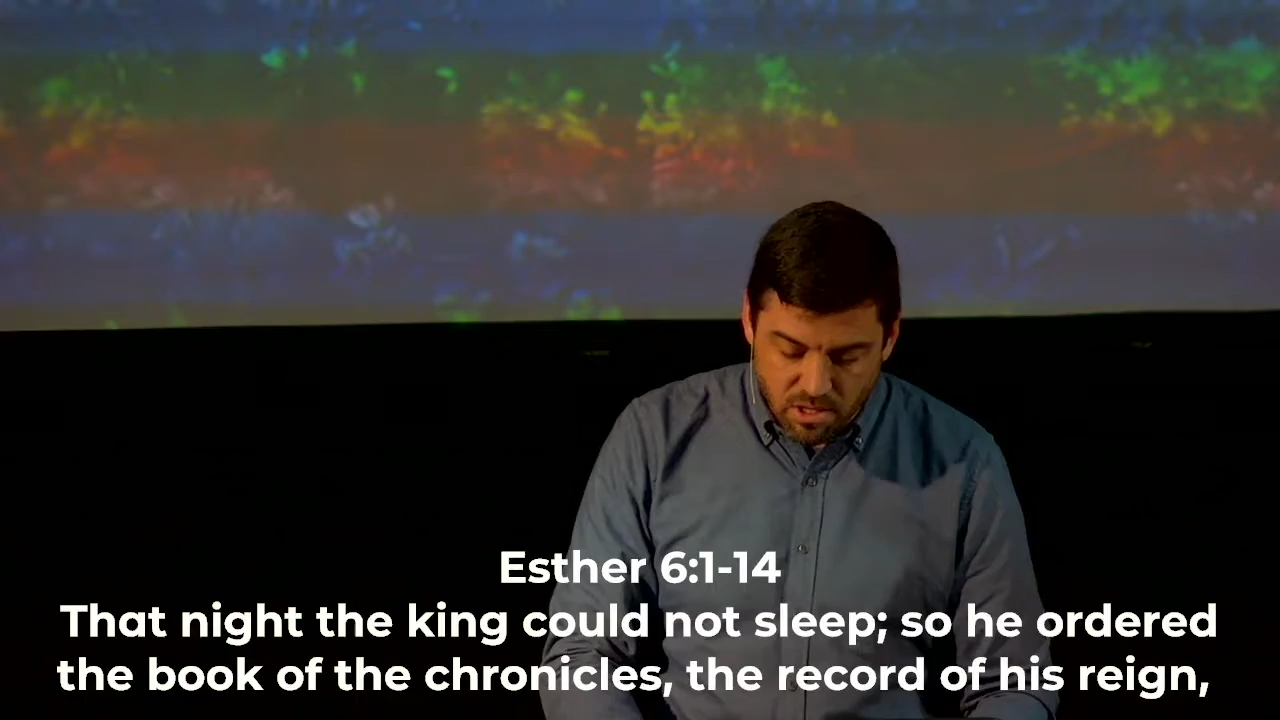 Esther 6:1-14
That night the king could not sleep; so he ordered
the book of the chronicles, the record of his reign,